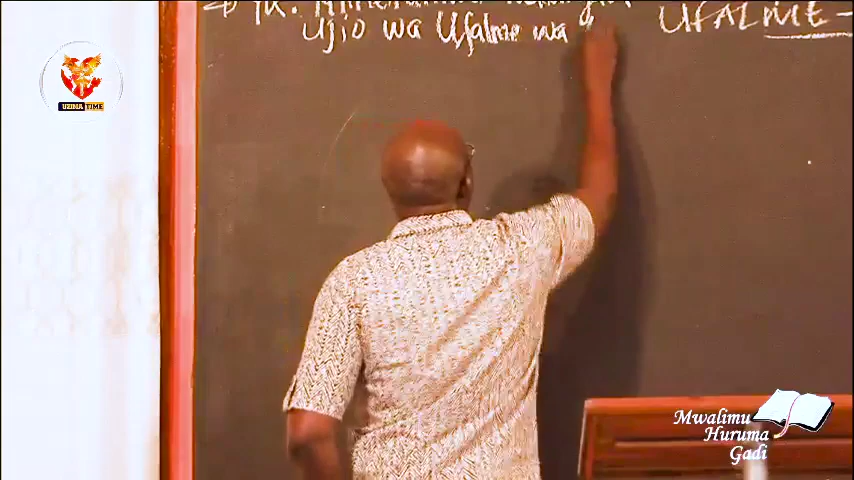 Ujio wa Ufalme wa
UFALME -
UZIMA TIME
Mwalimu
Huruma
Gadi